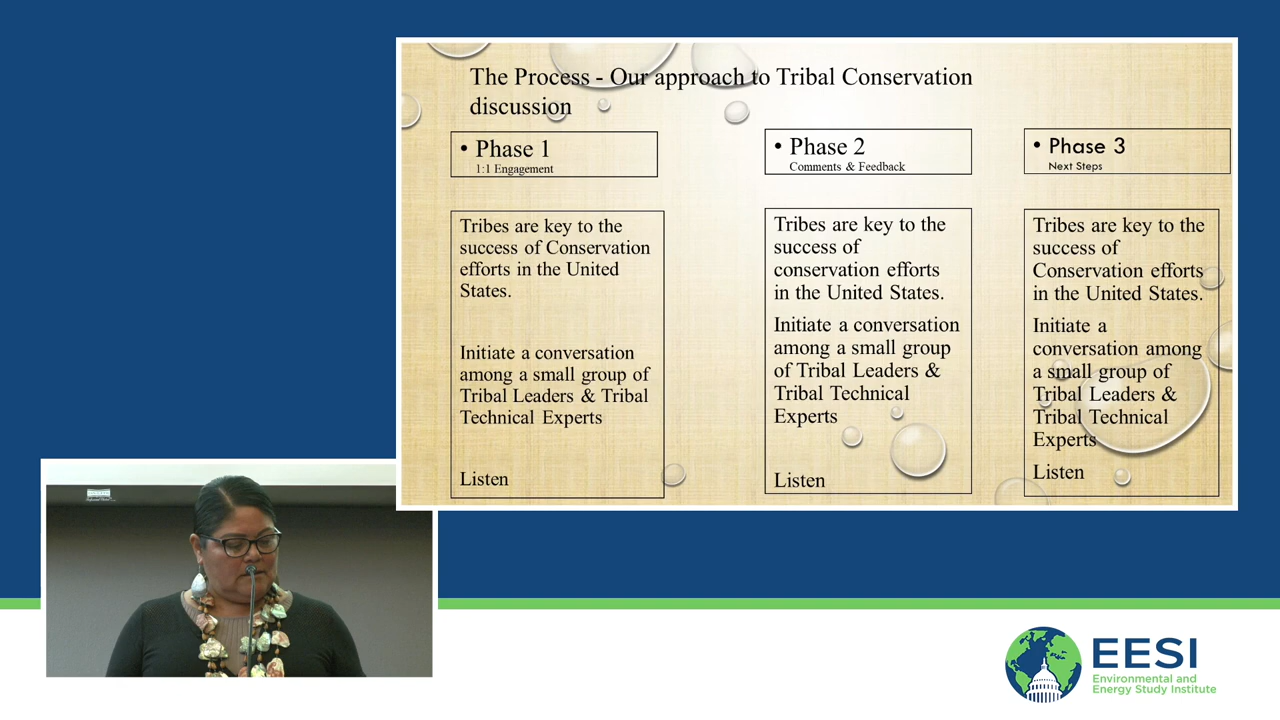 The Process - Our approach to Tribal Conservation
discussion
• Phase 1
1:1 Engagement
Tribes are key to the
success of Conservation
efforts in the United
States.
Initiate a conversation
among a small group of
Tribal Leaders & Tribal
Technical Experts
Listen
• Phase 2
Comments & Feedback
Tribes are key to the
success of
conservation efforts
in the United States.
Initiate a conversation
among a small group
of Tribal Leaders &
Tribal Technical
Experts
Listen
• Phase 3
Next Steps
Tribes are key to the
success of
Conservation efforts
in the United States.
Initiate a
conversation among
a small group of
Tribal Leaders &
Tribal Technical
Experts
Listen
EESI
Environmental and
Energy Study Institute